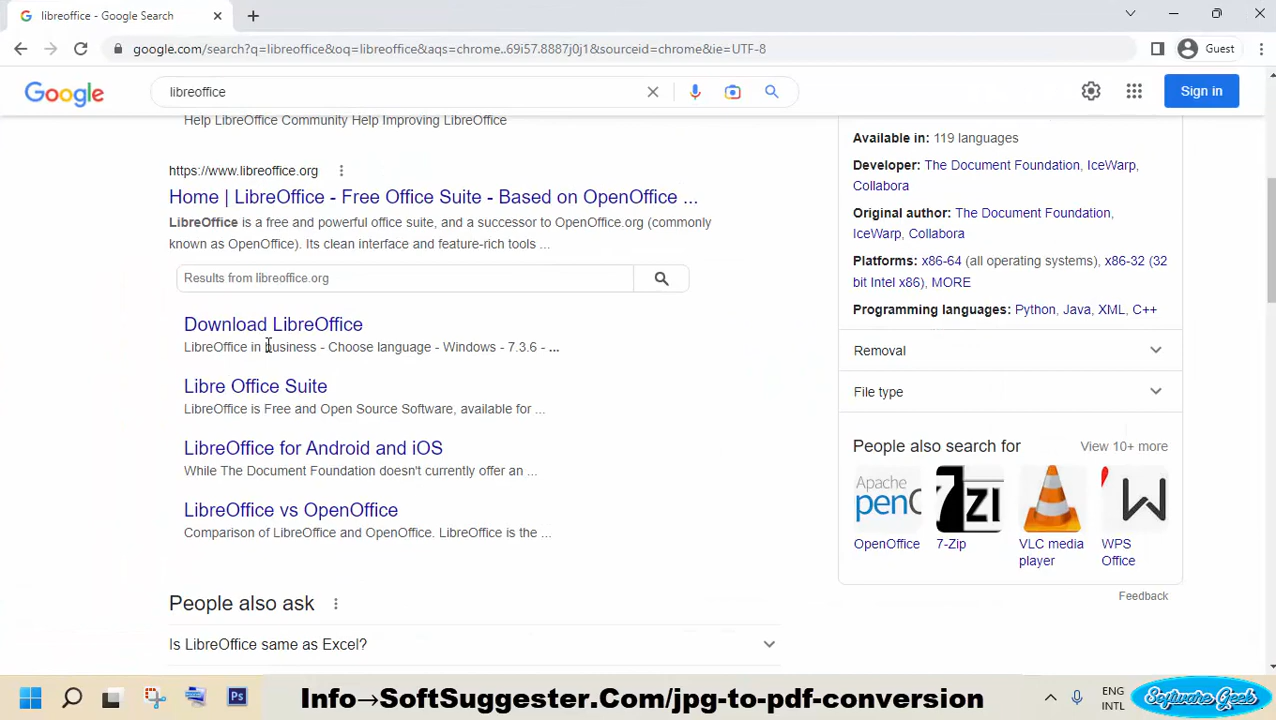 libreoffice - Google Search
google.com/search?q=libreoffice&oq=libreoffice&aqs=chrome..69i57.8887j0j1&sourceid=chrome&ie=UTF-8
Guest
Google
libreoffice
Sign in
Help LibreOffice Community Help Improving LibreOffice
https://www.libreoffice.org
Home | LibreOffice - Free Office Suite - Based on OpenOffice ...
LibreOffice is a free and powerful office suite, and a successor to OpenOffice.org (commonly
known as OpenOffice). Its clean interface and feature-rich tools ...
Results from libreoffice.org
Download LibreOffice
LibreOffice in business - Choose language - Windows - 7.3.6 - ...
Libre Office Suite
LibreOffice is Free and Open Source Software, available for ...
LibreOffice for Android and iOS
While The Document Foundation doesn't currently offer an ...
LibreOffice vs OpenOffice
Comparison of LibreOffice and OpenOffice. LibreOffice is the ...
People also ask
Is LibreOffice same as Excel?
Available in: 119 languages
Developer: The Document Foundation, IceWarp,
Collabora
Original author: The Document Foundation,
IceWarp, Collabora
Platforms: x86-64 (all operating systems), x86-32 (32
bit Intel x86), MORE
Programming languages: Python, Java, XML, C++
Removal
File type
People also search for
View 10+ more
Apache
penO
7ZI
W
OpenOffice
7-Zip
VLC media
player
WPS
Office
Feedback
Ps
Info→SoftSuggester.Com/jpg-to-pdf-conversion
ENG
INTL
Software Geek